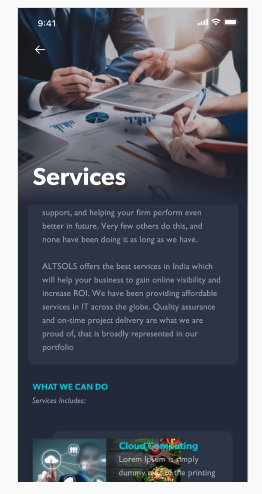 9:41
Services
support, and helping your firm perform even
better in future. Very few others do this, and
none have been doing it as long as we have.
ALTSOLS offers the best services in India which
will help your business to gain online visibility and
increase ROI. We have been providing affordable
services in IT across the globe. Quality assurance
and on-time project delivery are what we are
proud of, that is broadly represented in our
portfolio
WHAT WE CAN DO
Services Includes:
Cloud Computing
Lorem Ipsum is simply
dummy text of the printing